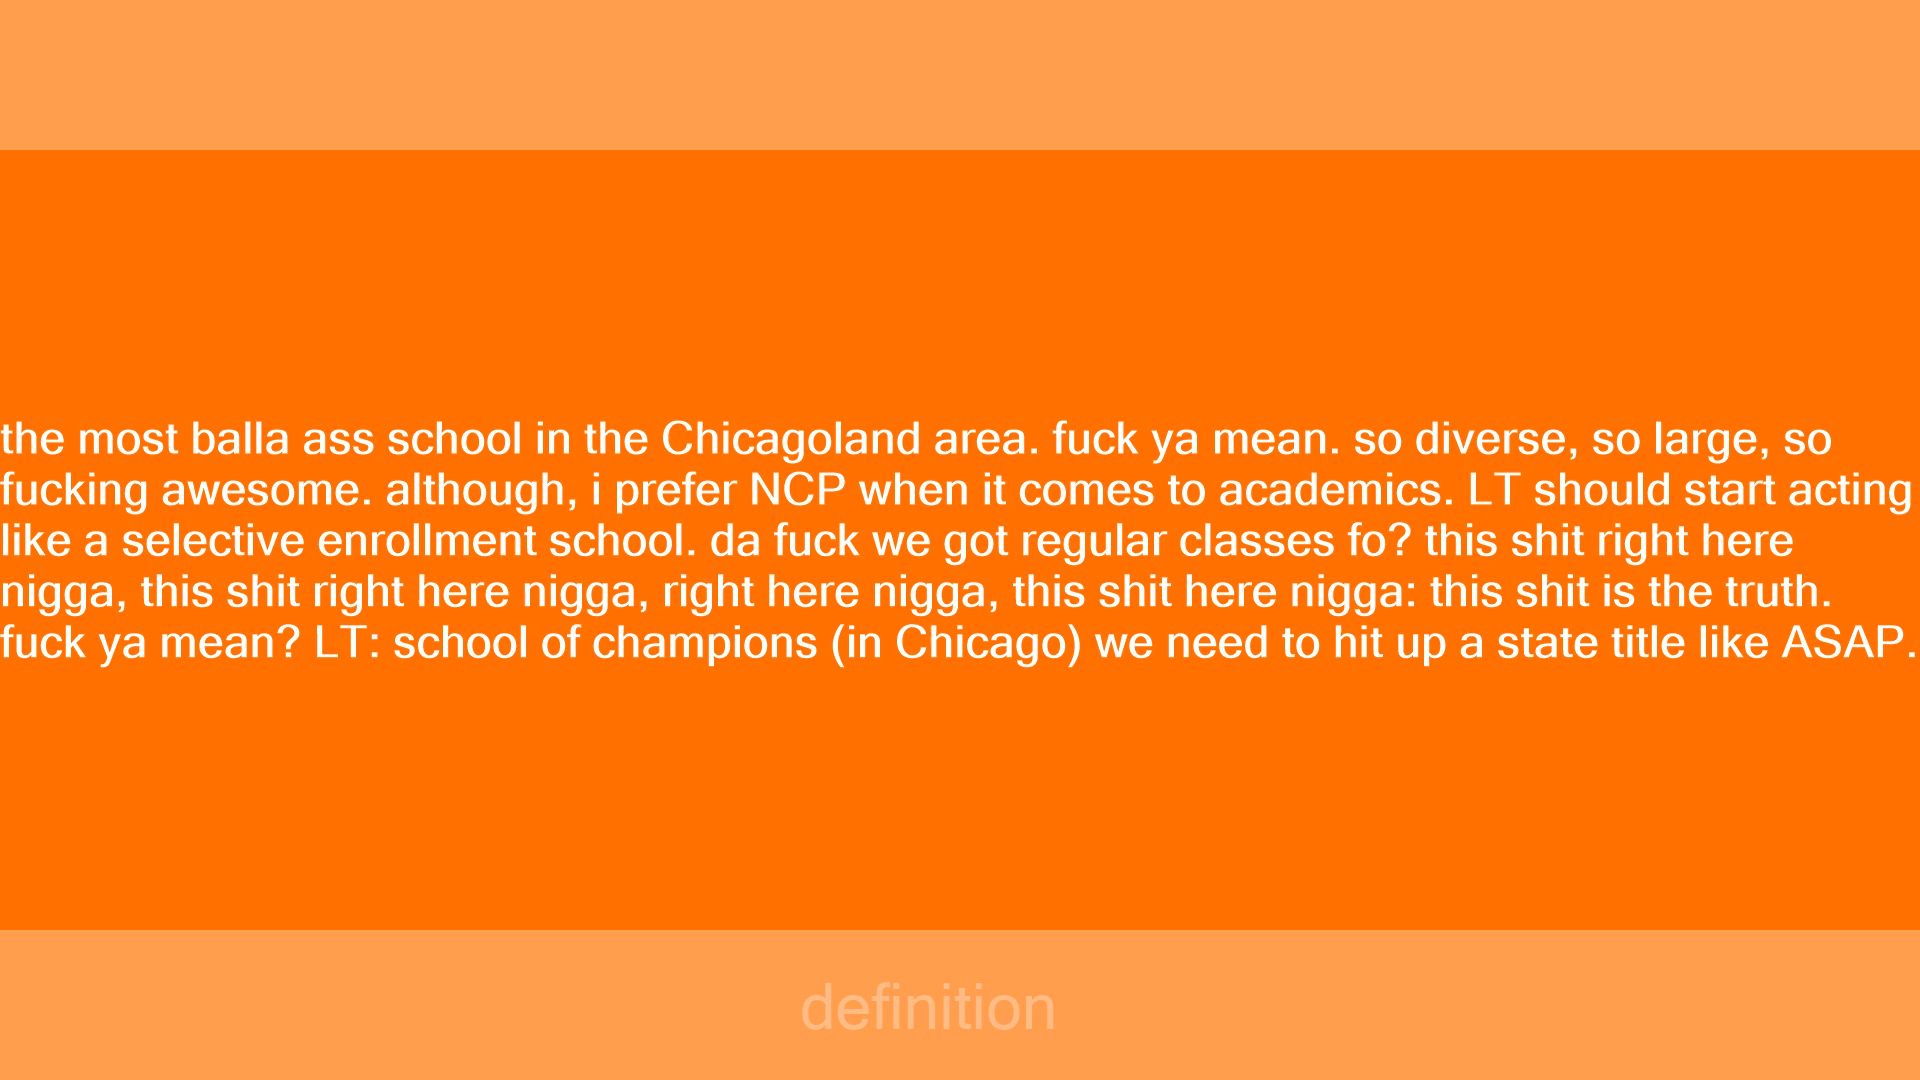 the most balla ass school in the Chicagoland area. fuck ya mean. so diverse, so large, so
fucking awesome. although, i prefer NCP when it comes to academics. LT should start acting
like a selective enrollment school. da fuck we got regular classes fo? this shit right here
nigga, this shit right here nigga, right here nigga, this shit here nigga: this shit is the truth.
fuck ya mean? LT: school of champions (in Chicago) we need to hit up a state title like ASAP.
definition